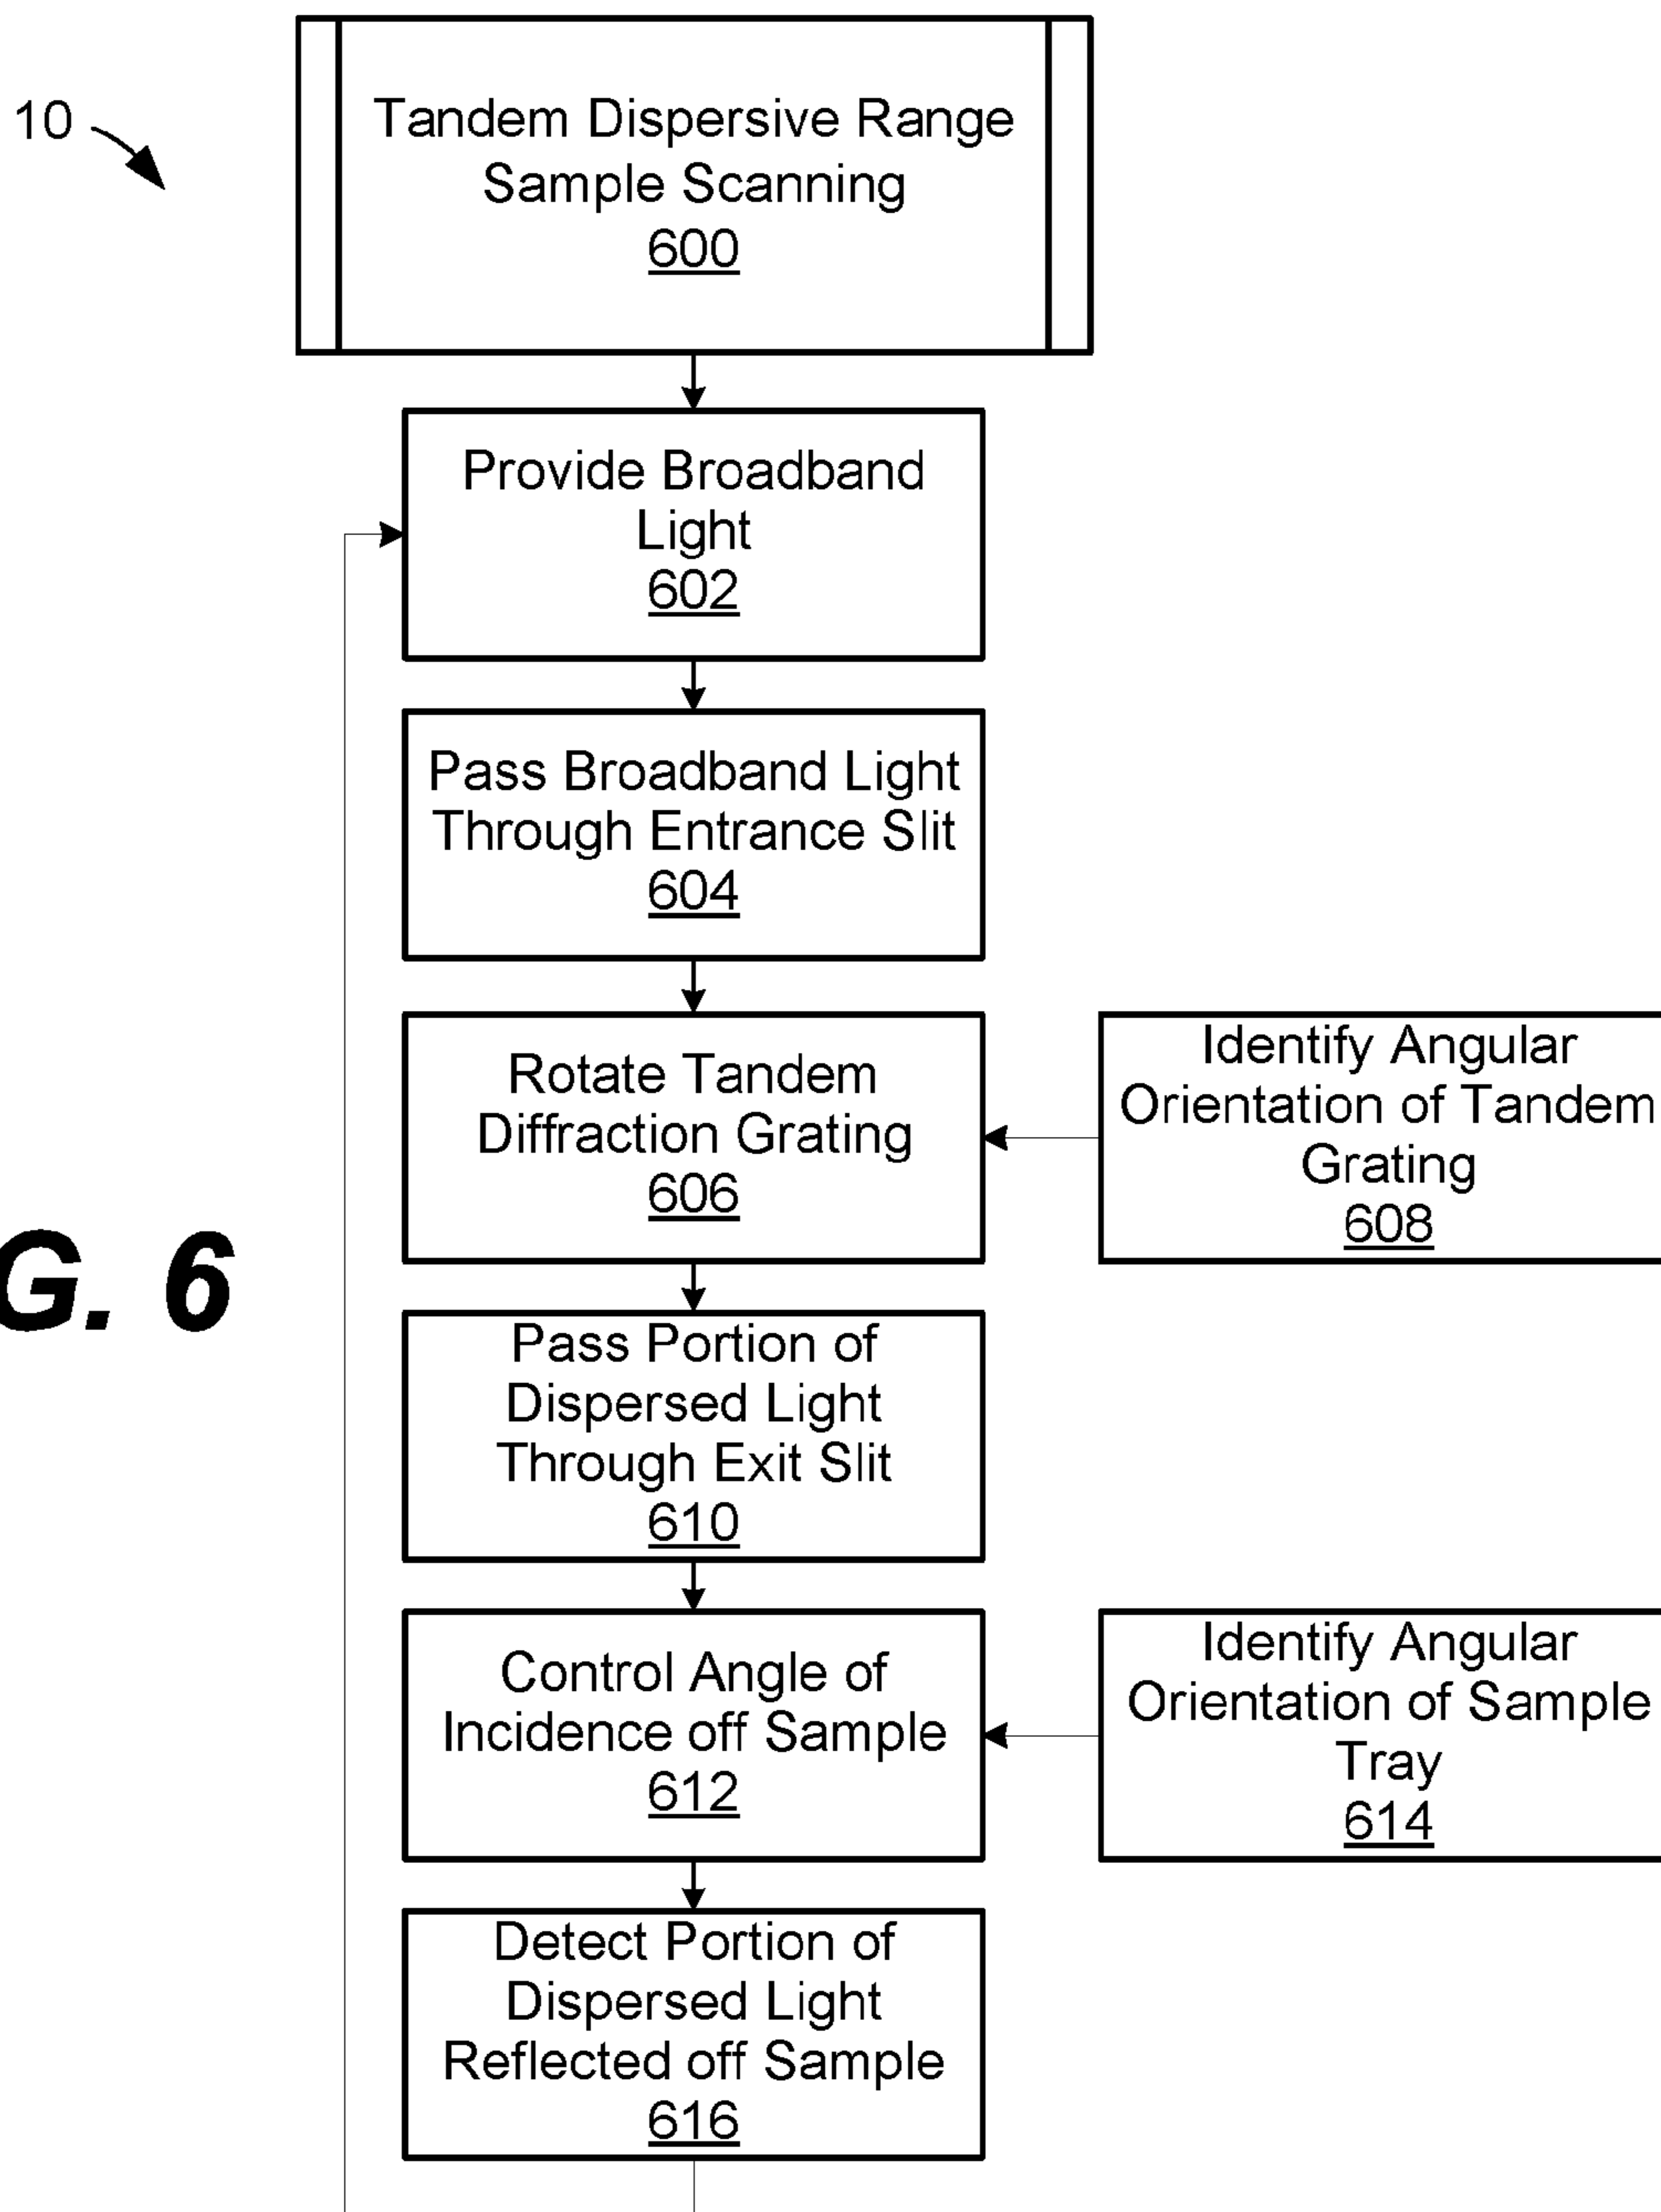 10
Tandem Dispersive Range
Sample Scanning
600
Provide Broadband
Light
602
Pass Broadband Light
Through Entrance Slit
604
Rotate Tandem
Diffraction Grating
606
Identify Angular
Orientation of Tandem
Grating
608
G. 6
Pass Portion of
Dispersed Light
Through Exit Slit
610
Control Angle of
Incidence off Sample
612
Identify Angular
Orientation of Sample
Tray
614
Detect Portion of
Dispersed Light
Reflected off Sample
616